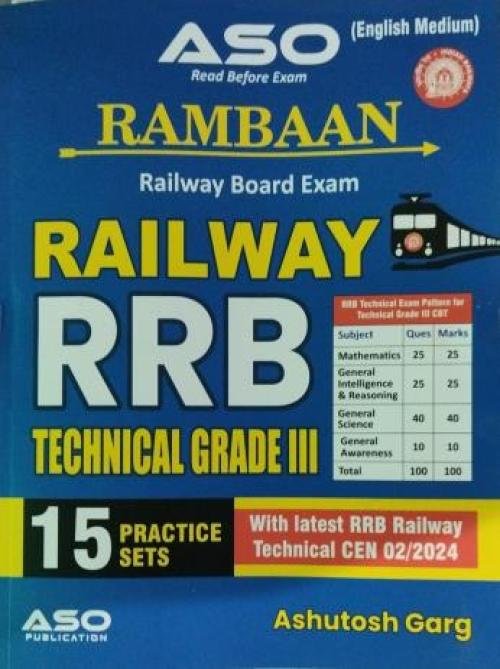 ASO
(English Medium)
Read Before Exam
RAMBAAN
Railway Board Exam
RAILWAY
RRB
TECHNICAL GRADE III
RRB Technical Exam Pattern for
Technical Grade III CBT
Subject Ques Marks
Mathematics 25 25
General
Intelligence 25 25
& Reasoning
General
Science 40 40
General
Awareness 10 10
Total 100 100
15 PRACTICE
SETS
With latest RRB Railway
Technical CEN 02/2024
ASO
PUBLICATION
Ashutosh Garg